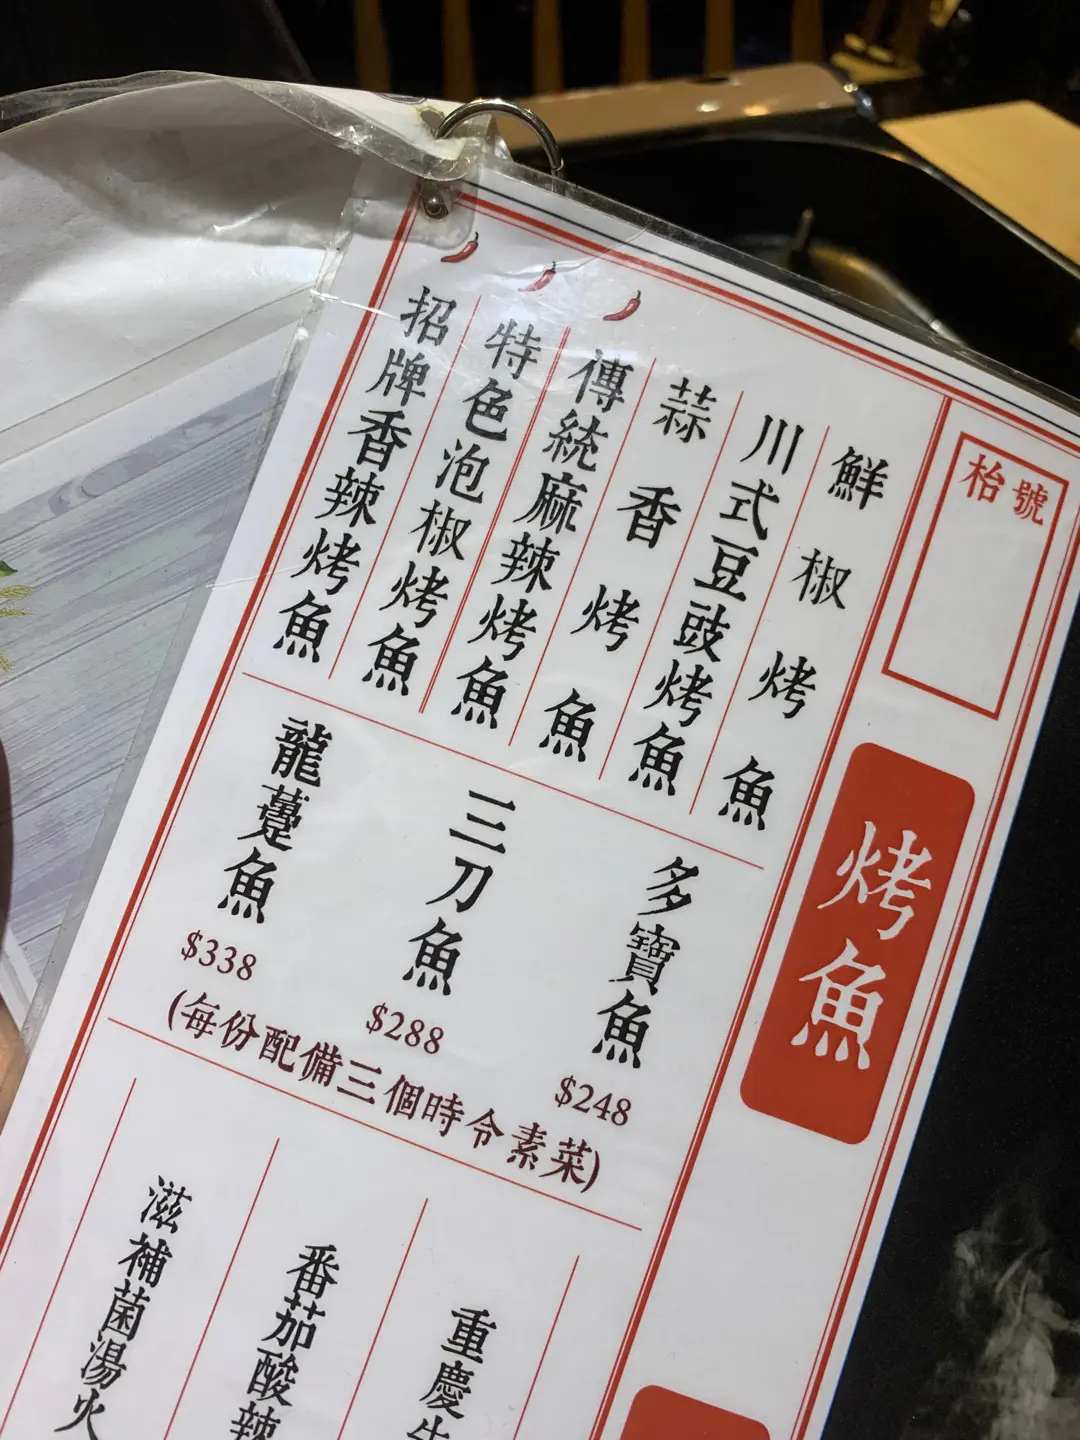 枱號
烤魚
鮮椒烤魚
川式豆豉烤魚
蒜香烤魚
傳統麻辣烤魚
特色泡椒烤魚
招牌香辣烤魚
多寶魚
$248
三刀魚
$288
龍躉魚
$338
(每份配備三個時令素菜)
重慶
番茄酸辣
滋補菌湯火